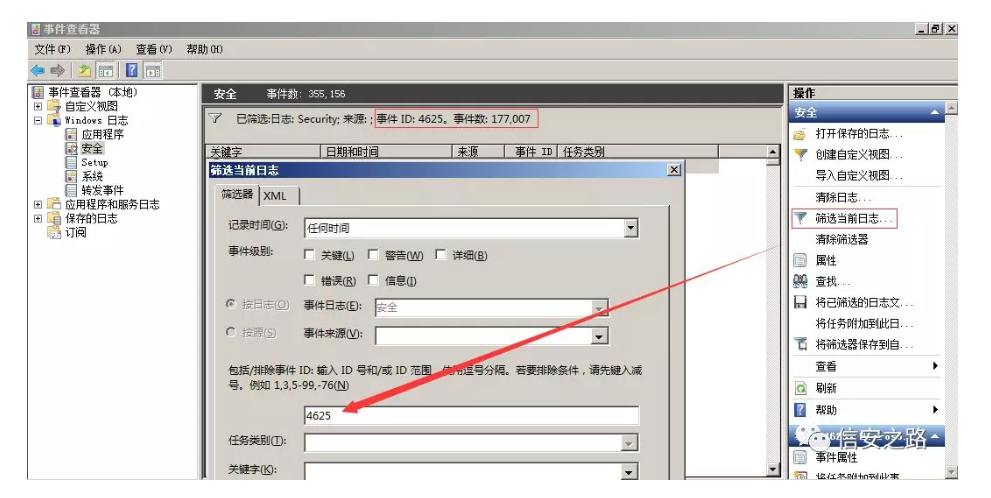 事件查看器
文件(F) 操作(A) 查看(V) 帮助(H)
事件查看器 (本地)
自定义视图
Windows 日志
应用程序
安全
Setup
系统
转发事件
应用程序和服务日志
保存的日志
订阅
安全 事件数: 355,156
已筛选:日志: Security; 来源: ; 事件 ID: 4625。事件数: 177,007
关键字 日期和时间 来源 事件 ID 任务类别
筛选当前日志
筛选器 XML
记录时间(G): 任何时间
事件级别: 关键(L) 警告(W) 详细(B)
错误(R) 信息(I)
按日志(O) 事件日志(E): 安全
按源(S) 事件来源(V):
包括/排除事件 ID: 输入 ID 号和/或 ID 范围，使用逗号分隔。若要排除条件，请先键入减
号。例如 1,3,5-99,-76(N)
4625
任务类别(T):
关键字(K):
操作
安全
打开保存的日志...
创建自定义视图...
导入自定义视图...
清除日志...
筛选当前日志...
清除筛选器
属性
查找...
将已筛选的日志文...
将任务附加到此日...
将筛选器保存到自...
查看
刷新
帮助
信安之路
事件属性
将任务附加到此事...